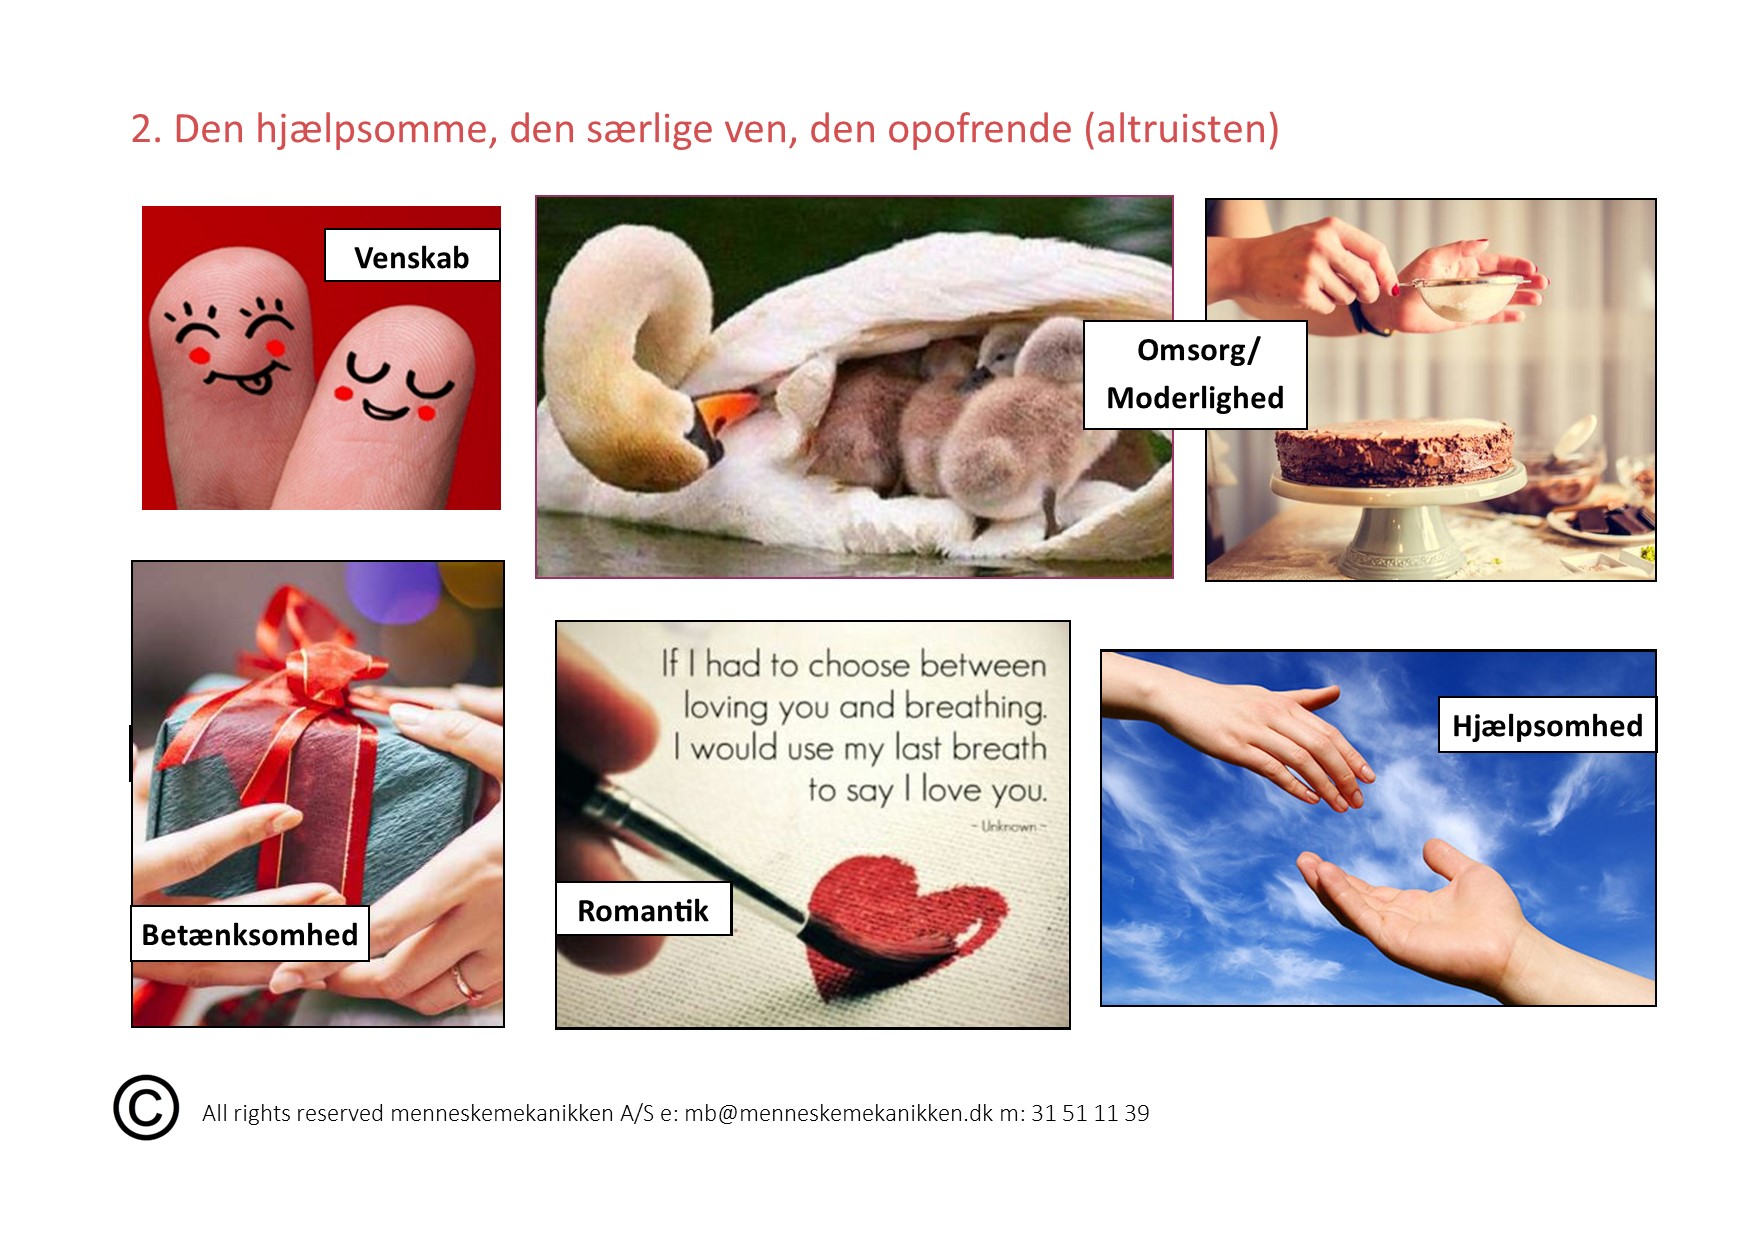 2. Den hjælpsomme, den særlige ven, den opofrende (altruisten)
Venskab
Omsorg/
Moderlighed
Betænksomhed
If I had to choose between
loving you and breathing.
I would use my last breath
to say I love you.
~ Unknown ~
Romantik
Hjælpsomhed
© All rights reserved menneskemekanikken A/S e: mb@menneskemekanikken.dk m: 31 51 11 39